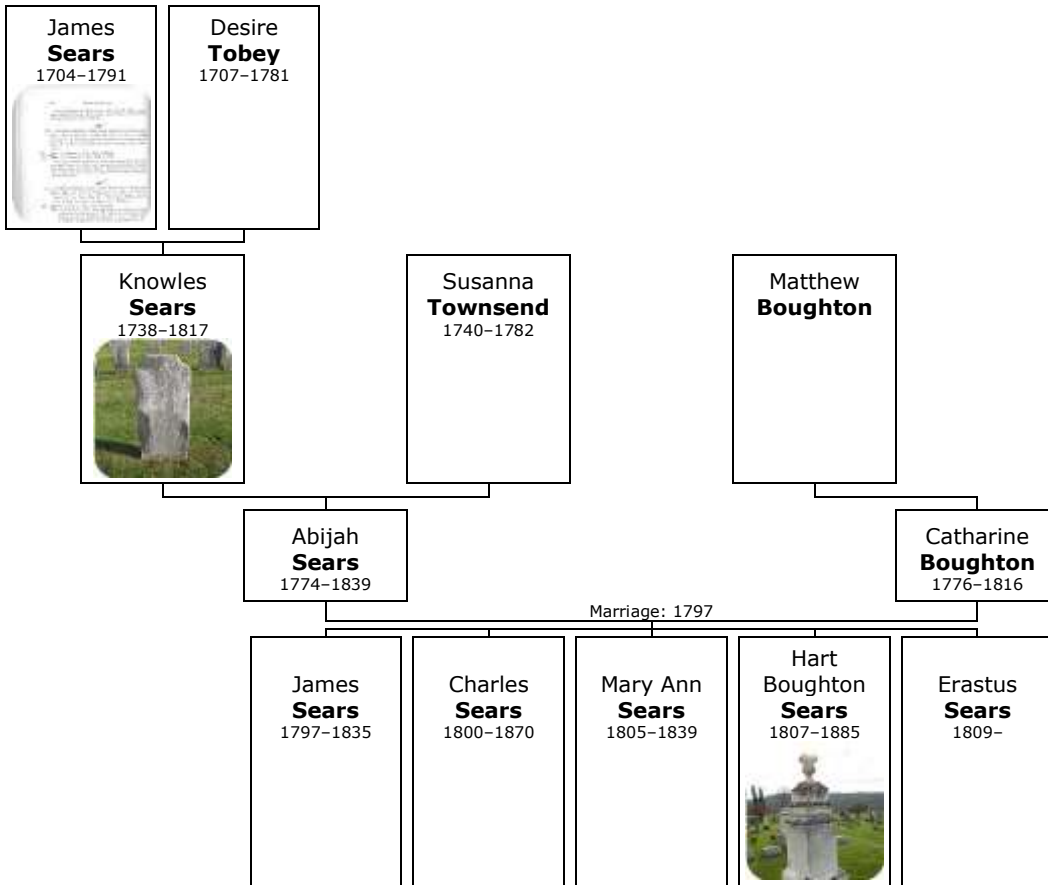 James
Sears
1704–1791
Desire
Tobey
1707–1781
Knowles
Sears
1738–1817
Susanna
Townsend
1740–1782
Matthew
Boughton
Abijah
Sears
1774–1839
Catharine
Boughton
1776–1816
Marriage: 1797
James
Sears
1797–1835
Charles
Sears
1800–1870
Mary Ann
Sears
1805–1839
Hart
Boughton
Sears
1807–1885
Erastus
Sears
1809–